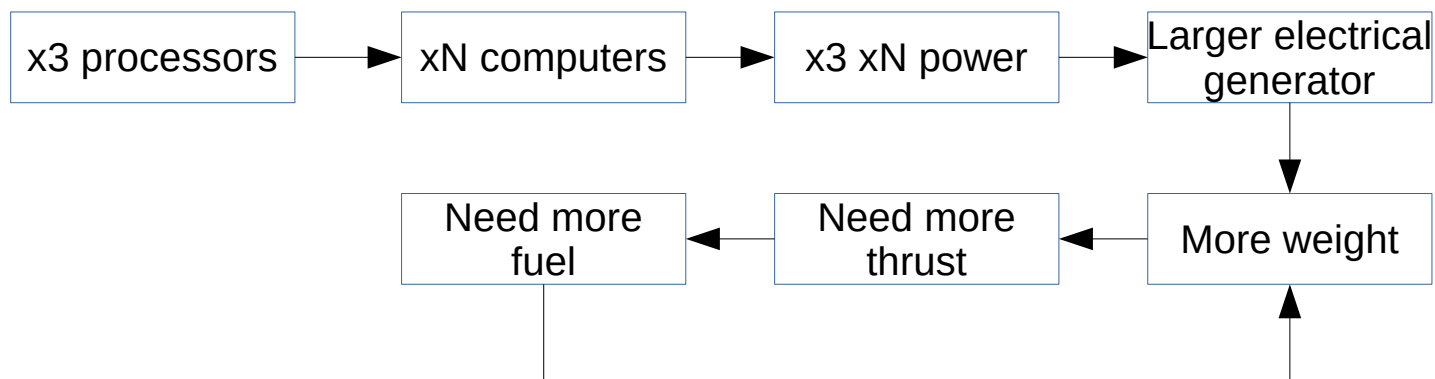 x3 processors
xN computers
x3 xN power
Larger electrical
generator
Need more
fuel
Need more
thrust
More weight